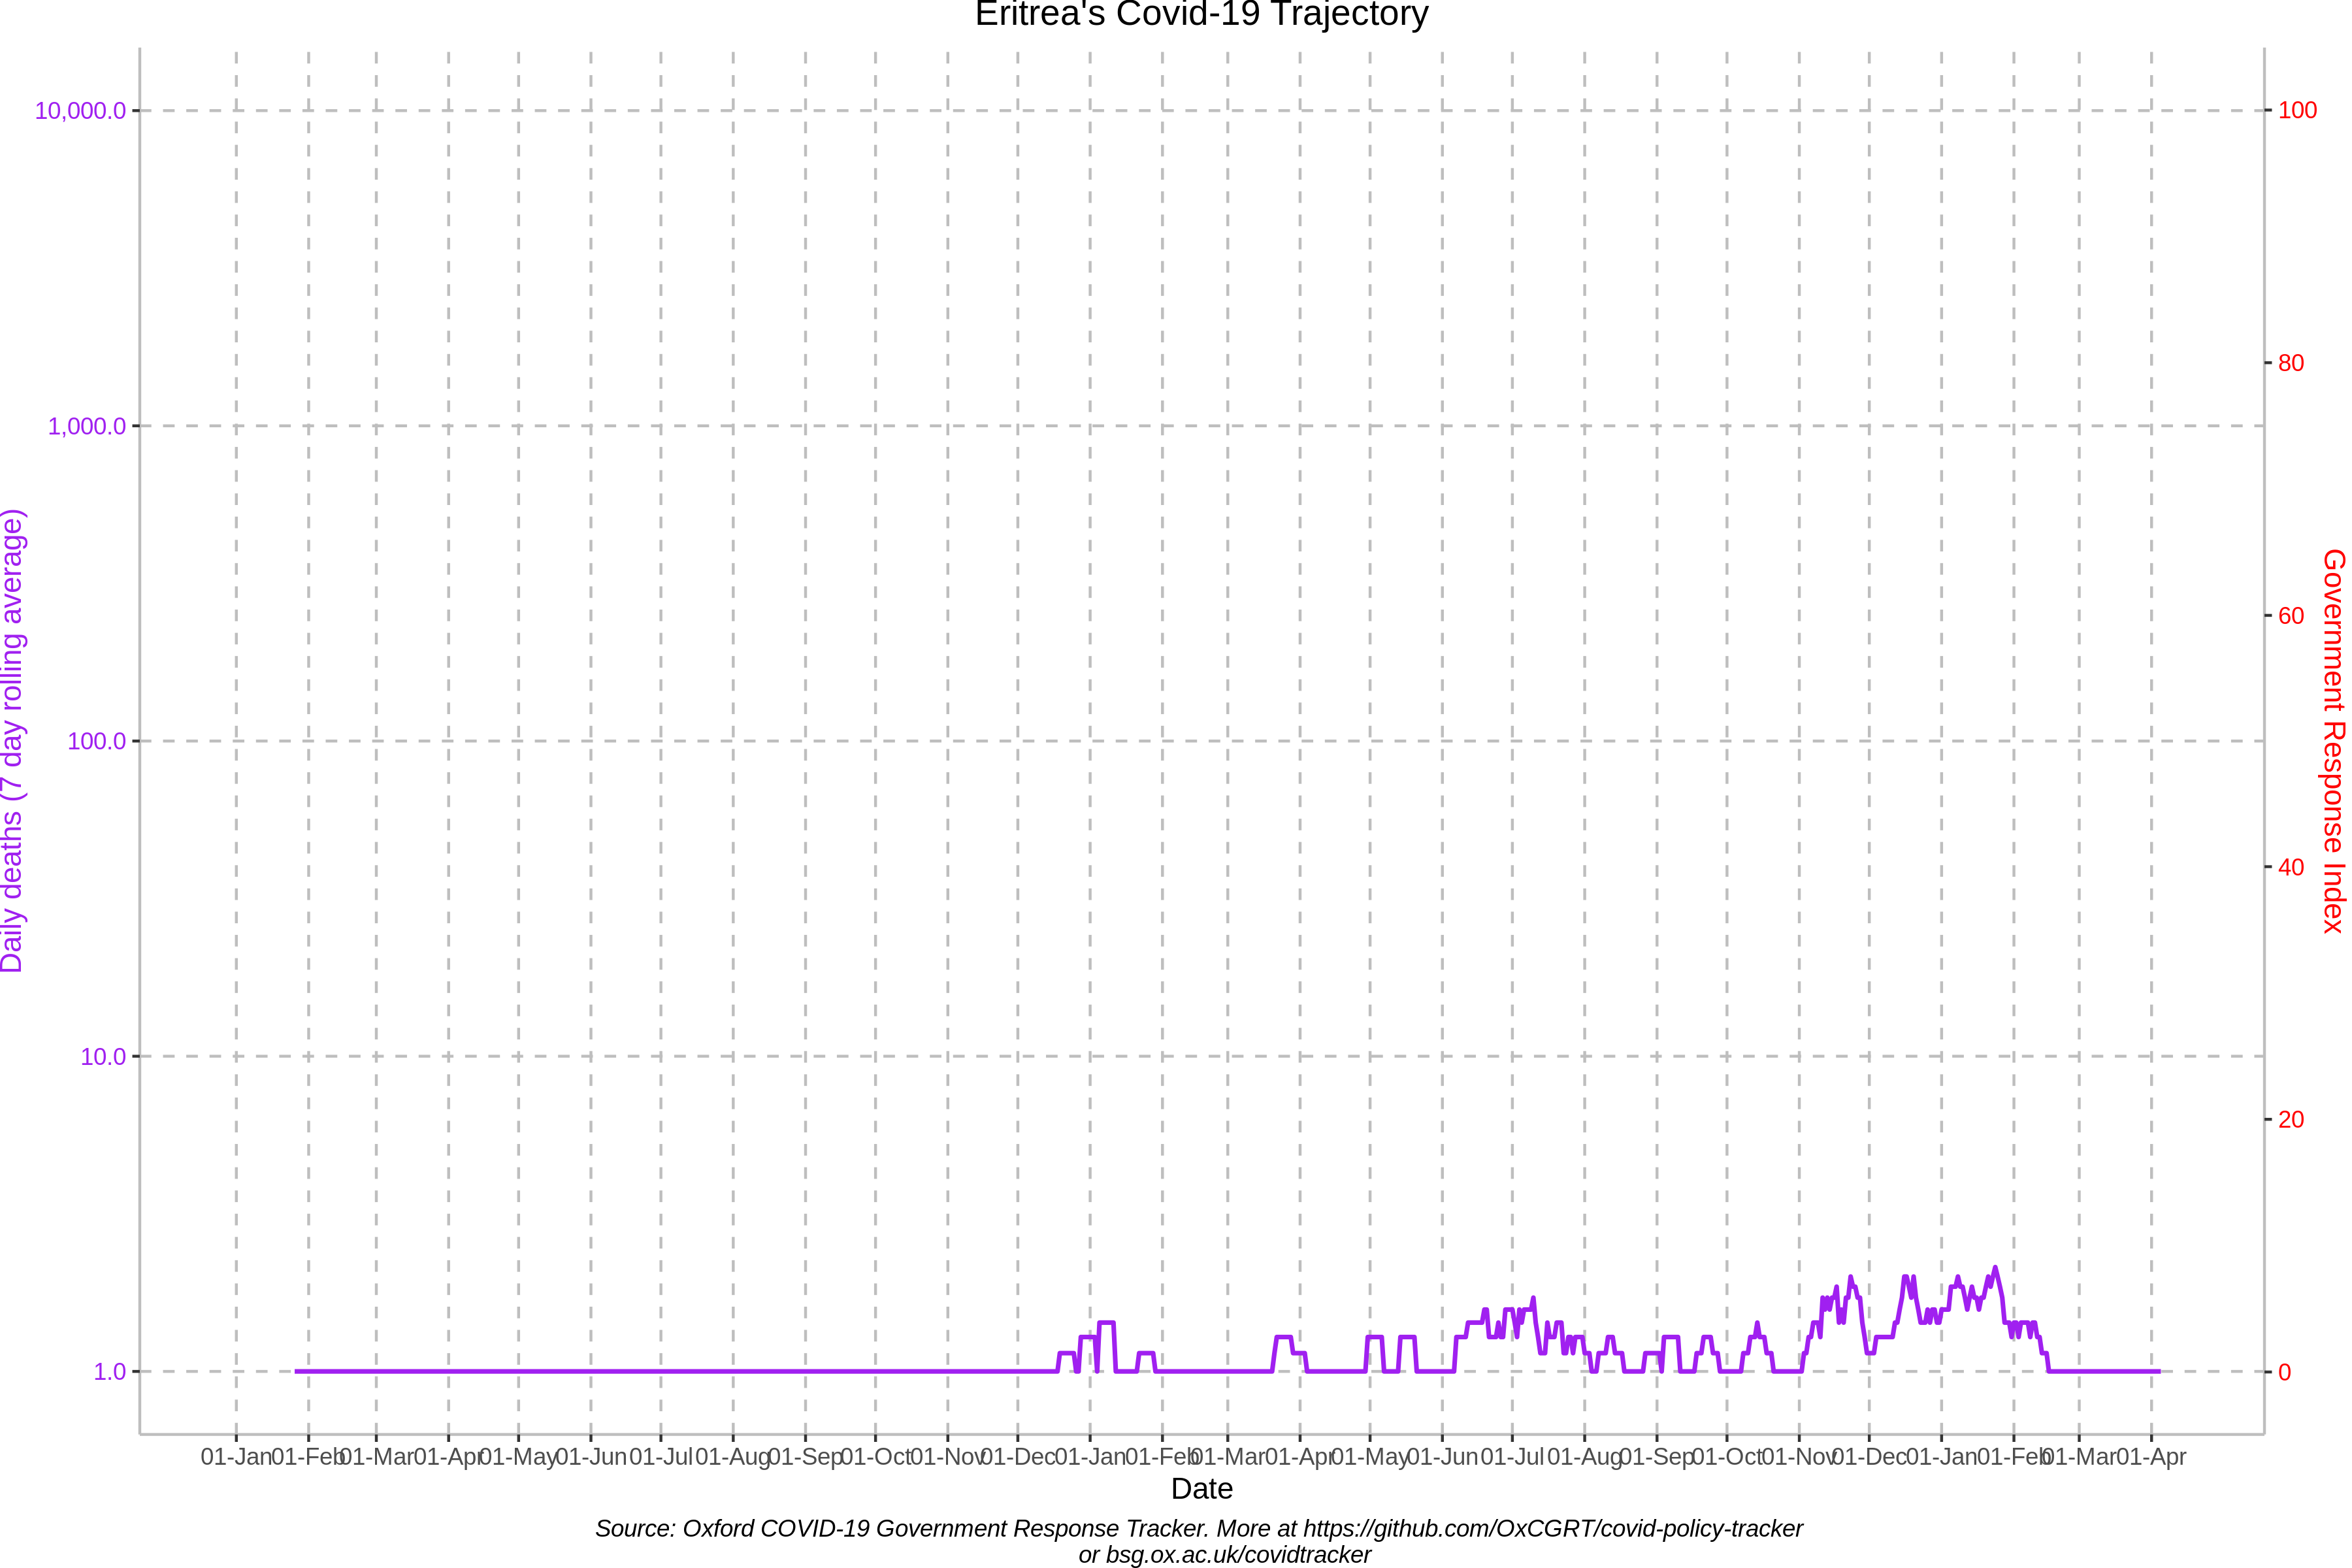 Eritrea's Covid-19 Trajectory
10,000.0
1,000.0
100.0
10.0
1.0
Daily deaths (7 day rolling average)
100
80
60
40
20
0
Government Response Index
01-Jan 01-Feb 01-Mar 01-Apr 01-May 01-Jun 01-Jul 01-Aug 01-Sep 01-Oct 01-Nov 01-Dec 01-Jan 01-Feb 01-Mar 01-Apr 01-May 01-Jun 01-Jul 01-Aug 01-Sep 01-Oct 01-Nov 01-Dec 01-Jan 01-Feb 01-Mar 01-Apr
Date
Source: Oxford COVID-19 Government Response Tracker. More at https://github.com/OxCGRT/covid-policy-tracker
or bsg.ox.ac.uk/covidtracker